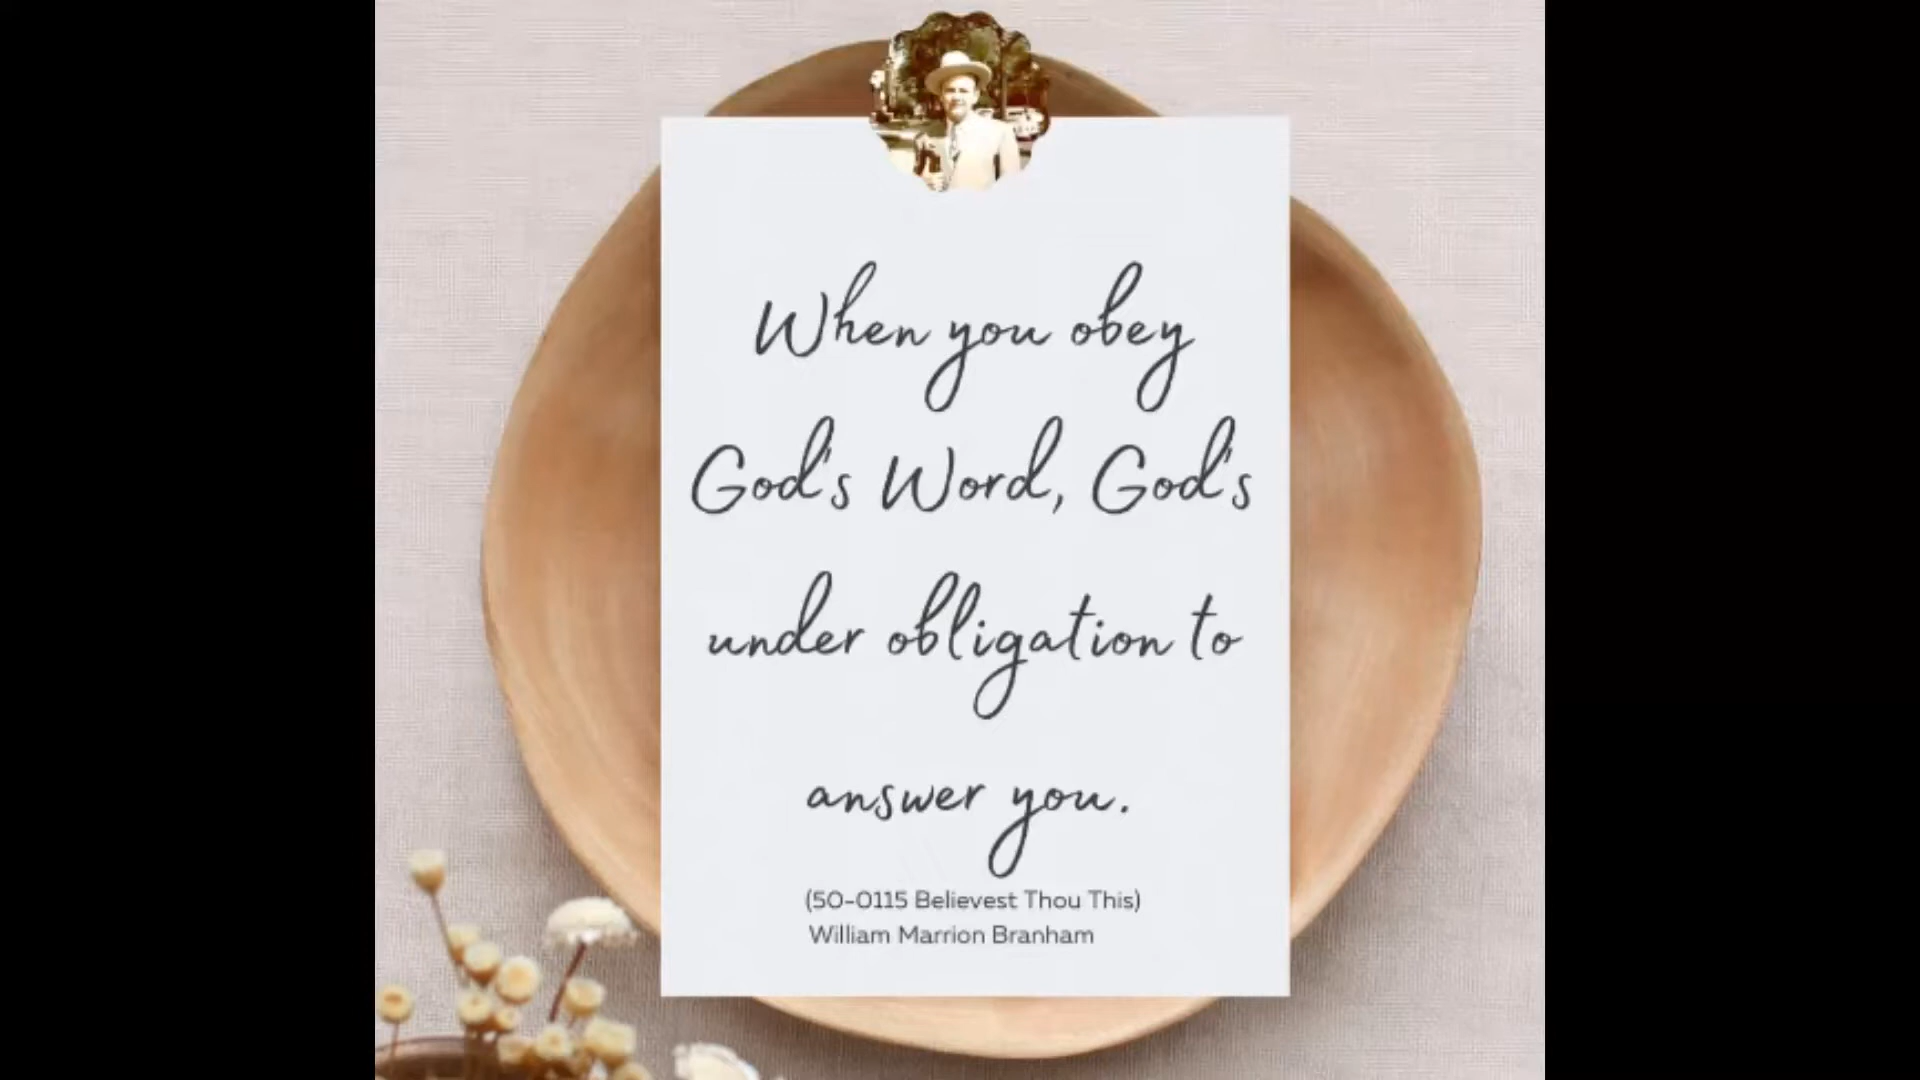 When you obey
God's Word, God's
under obligation to
answer you.
(50-0115 Believest Thou This)
William Marrion Branham